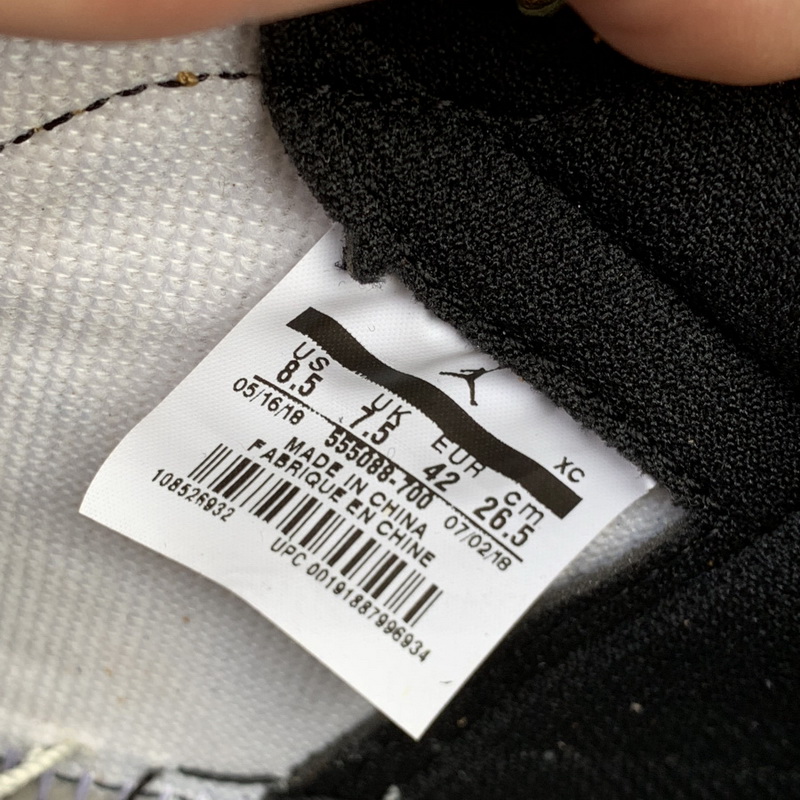 XC
US UK EUR cm
8.5 7.5 42 26.5
05/16/18 555088-700 07/02/18
MADE IN CHINA
FABRIQUE EN CHINE
108526932
UPC 00191887996934